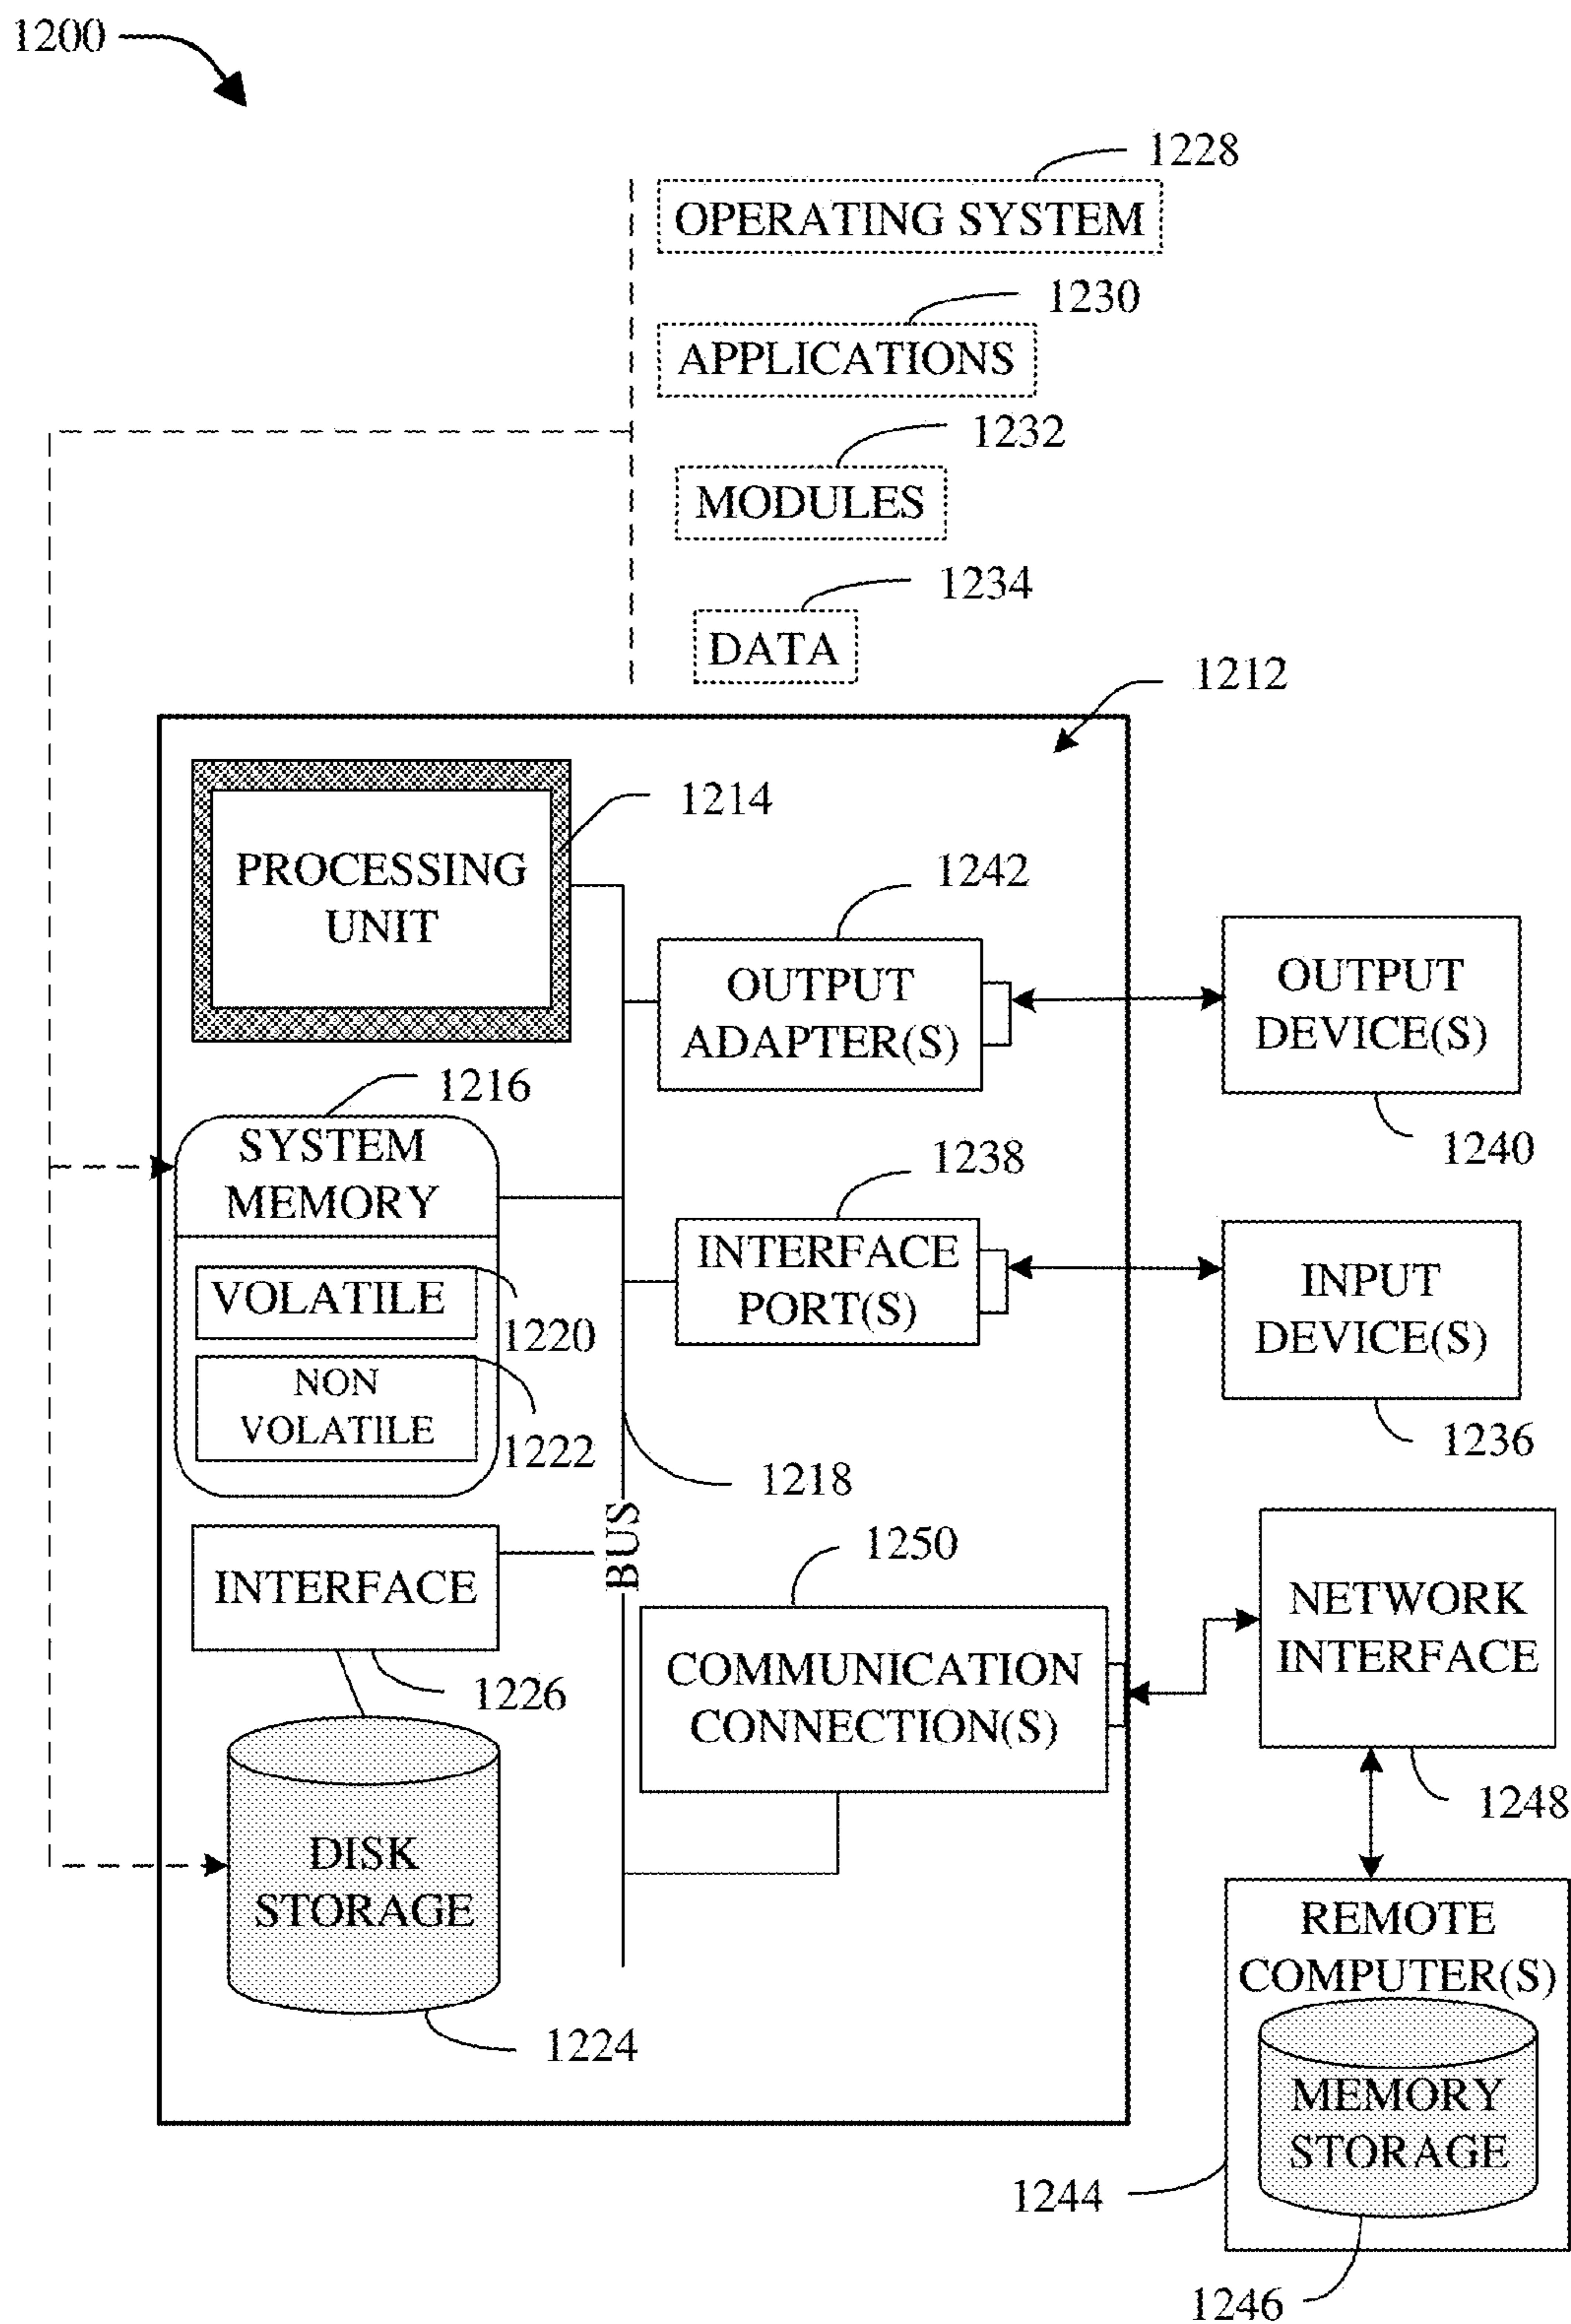 1200
1228
OPERATING SYSTEM
1230
APPLICATIONS
1232
MODULES
1234
DATA
1212
1214
PROCESSING
UNIT
1242
OUTPUT
ADAPTER(S)
OUTPUT
DEVICE(S)
1240
1216
SYSTEM
MEMORY
VOLATILE
1220
NON
VOLATILE
1222
1238
INTERFACE
PORT(S)
INPUT
DEVICE(S)
1236
1218
BUS
INTERFACE
1226
1250
COMMUNICATION
CONNECTION(S)
NETWORK
INTERFACE
1248
DISK
STORAGE
1224
REMOTE
COMPUTER(S)
MEMORY
STORAGE
1244
1246